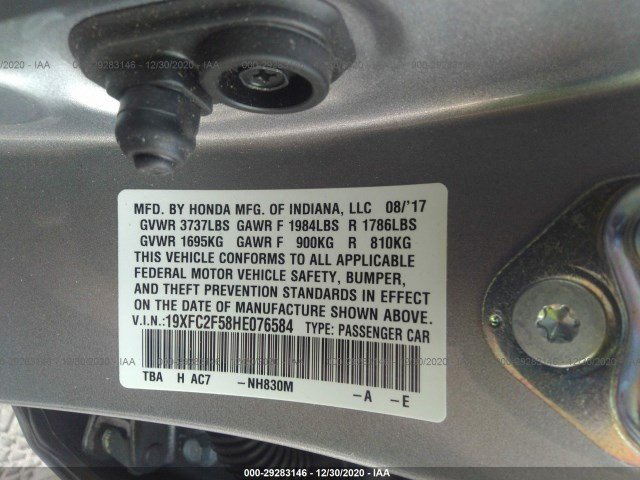 000-29283146 - 12/30/2020 - IAA
MFD. BY HONDA MFG. OF INDIANA, LLC 08/'17
GVWR 3737LBS GAWR F 1984LBS R 1786LBS
GVWR 1695KG GAWR F 900KG R 810KG
THIS VEHICLE CONFORMS TO ALL APPLICABLE
FEDERAL MOTOR VEHICLE SAFETY, BUMPER,
AND THEFT PREVENTION STANDARDS IN EFFECT
ON THE DATE OF MANUFACTURE SHOWN ABOVE.
V.I.N.:19XFC2F58HE076584 TYPE: PASSENGER CAR
TBA H AC7 -NH830M -A -E
000-29283146 - 12/30/2020 - IAA